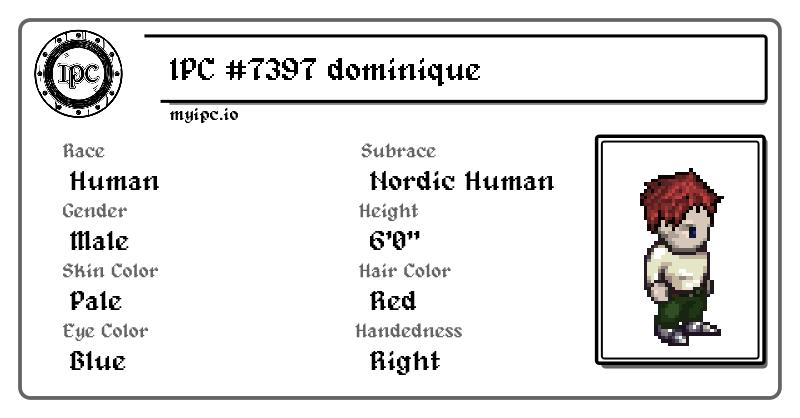 IPC
IPC #7397 dominique
myipc.io
Race
Human
Subrace
Nordic Human
Gender
Male
Height
6'0"
Skin Color
Pale
Hair Color
Red
Eye Color
Blue
Handedness
Right